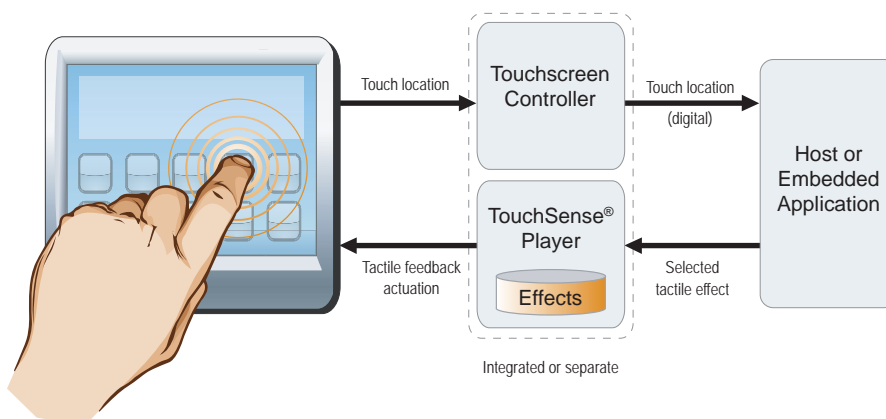 Touch location
Touchscreen
Controller
Touch location
(digital)
Host or
Embedded
Application
TouchSense®
Player
Effects
Tactile feedback
actuation
Selected
tactile effect
Integrated or separate